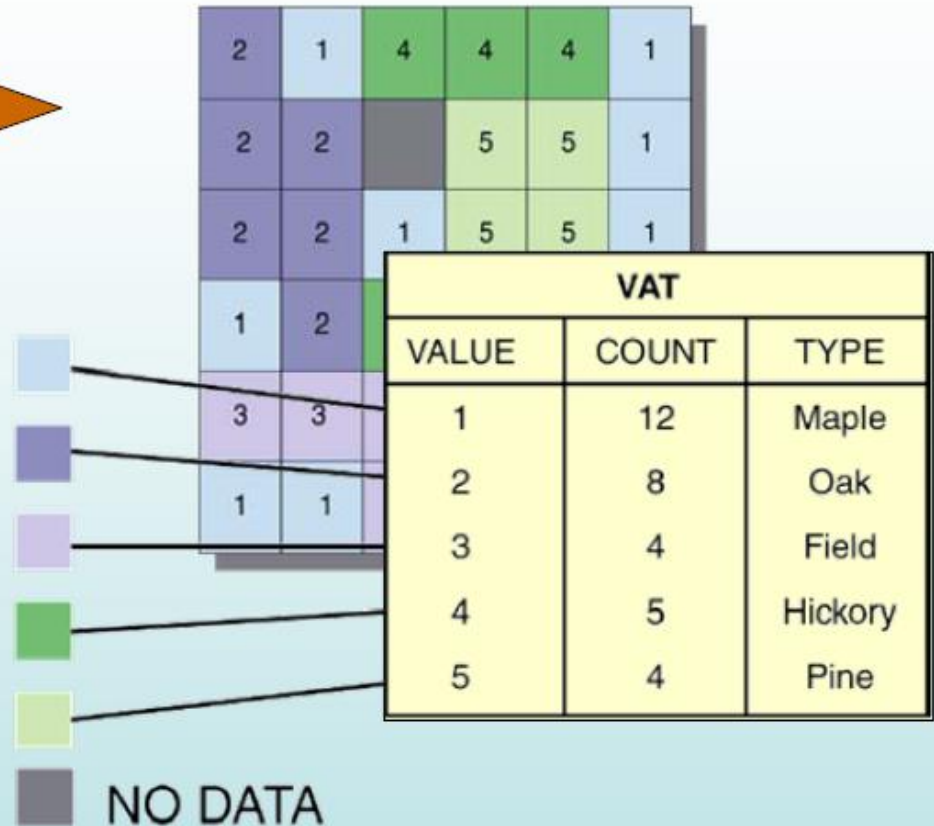 2 1 4 4 4 1
2 2 5 5 1
2 2 1 5 5 1
1 2
3 3
1 1
VAT
VALUE COUNT TYPE
1 12 Maple
2 8 Oak
3 4 Field
4 5 Hickory
5 4 Pine
NO DATA